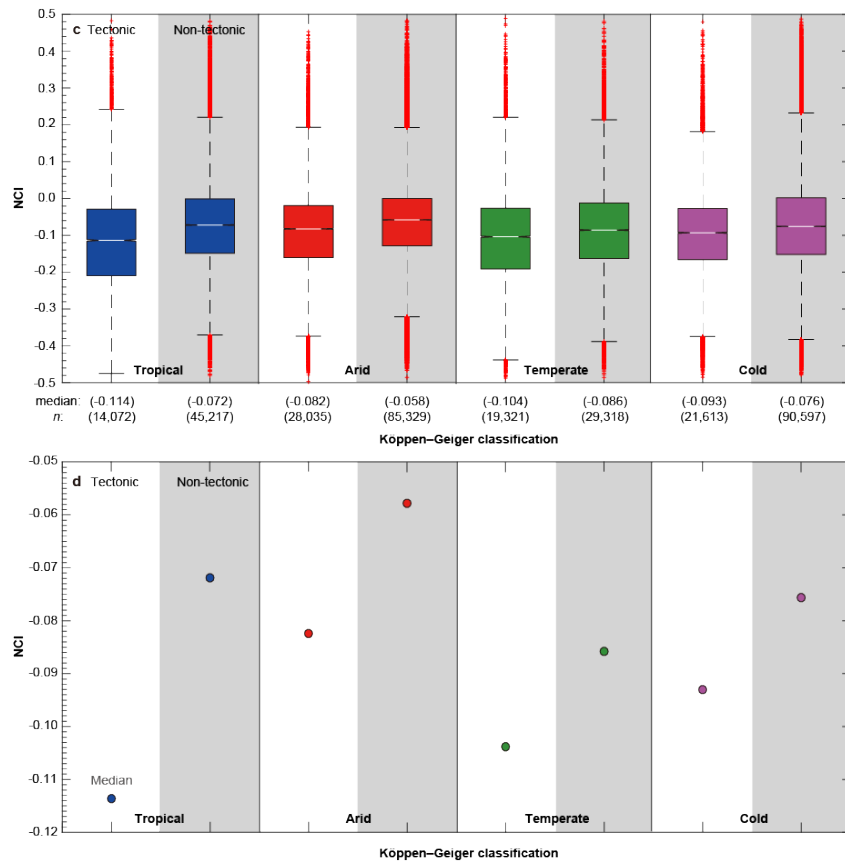 c Tectonic Non-tectonic
0.5
0.4
0.3
0.2
0.1
0.0
-0.1
-0.2
-0.3
-0.4
-0.5
NCI
Tropical Arid Temperate Cold
median: (-0.114) (-0.072) (-0.082) (-0.058) (-0.104) (-0.086) (-0.093) (-0.076)
n: (14,072) (45,217) (28,035) (85,329) (19,321) (29,318) (21,613) (90,597)
Köppen–Geiger classification
d Tectonic Non-tectonic
-0.05
-0.06
-0.07
-0.08
-0.09
-0.10
-0.11
-0.12
NCI
Median
Tropical Arid Temperate Cold
Köppen–Geiger classification